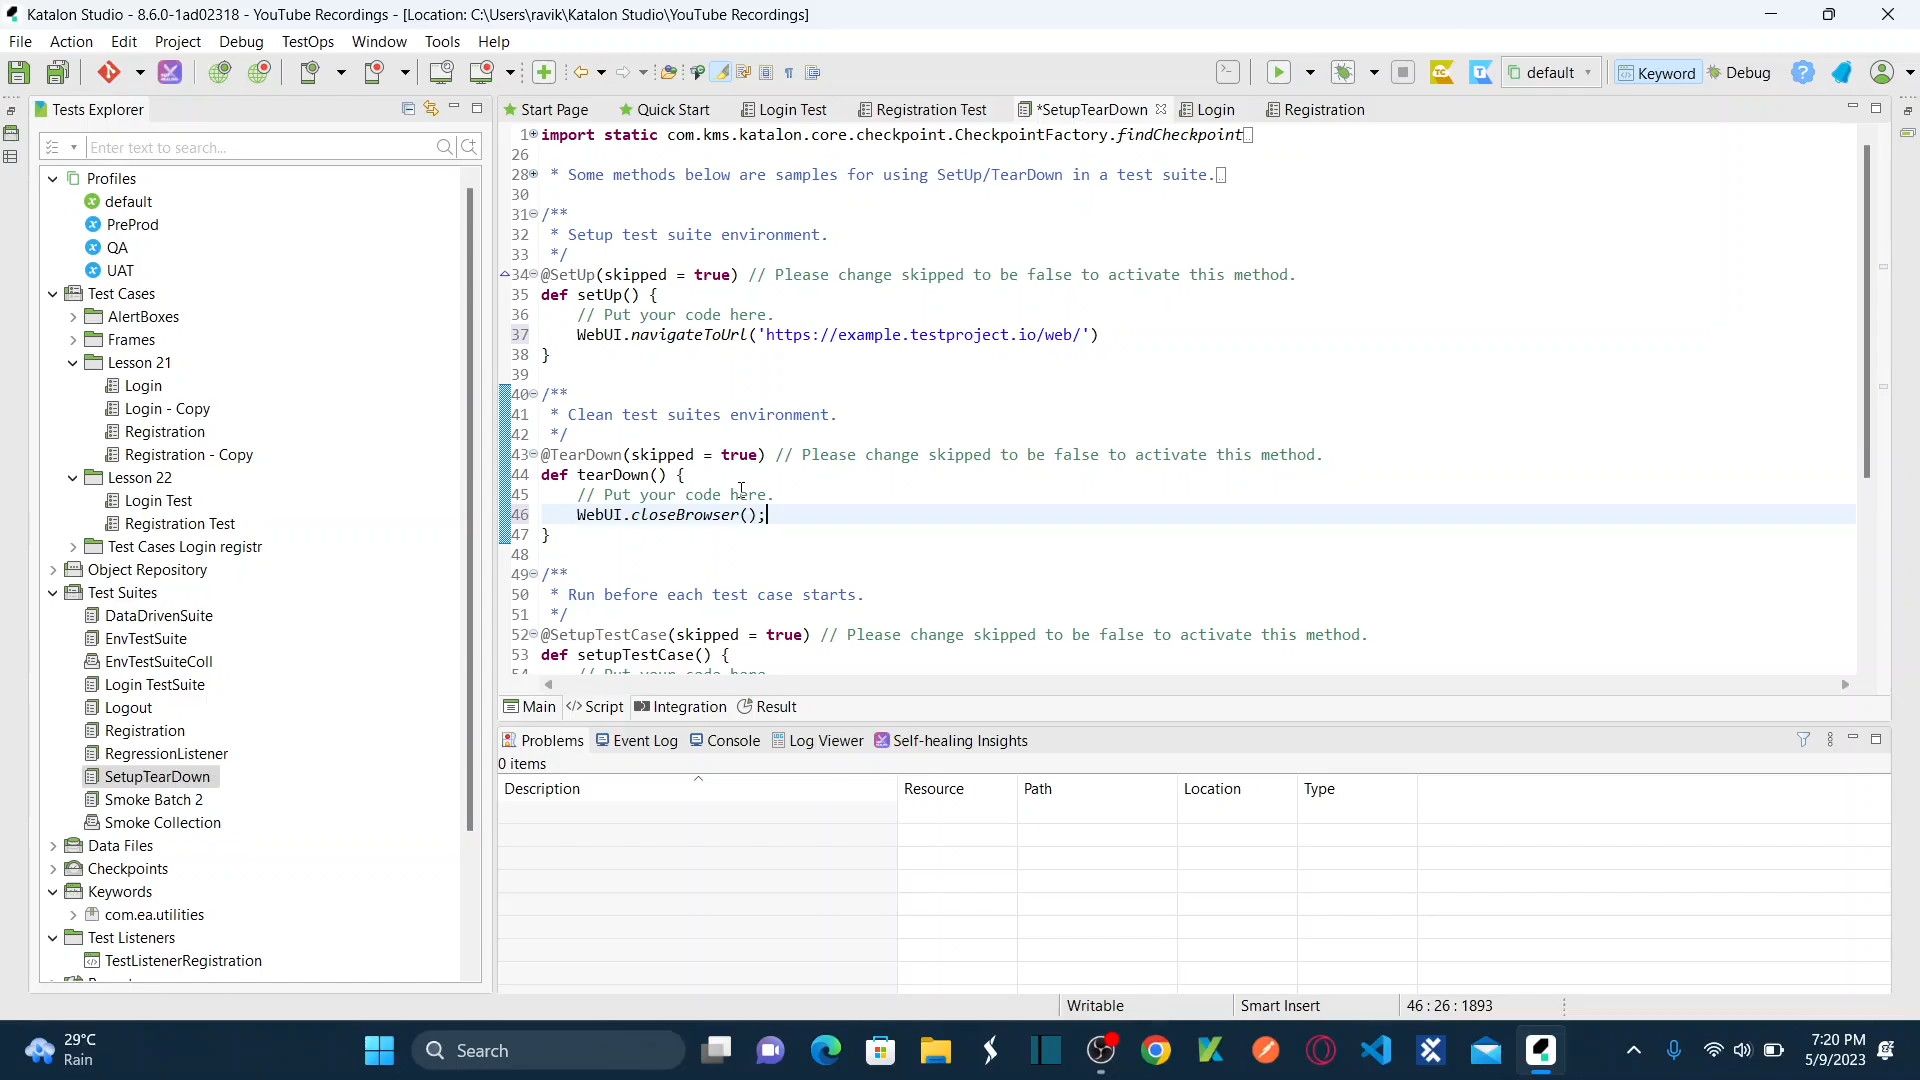 Katalon Studio - 8.6.0-1ad02318 - YouTube Recordings - [Location: C:\Users\ravik\Katalon Studio\YouTube Recordings]
File Action Edit Project Debug TestOps Window Tools Help
default Keyword Debug
Tests Explorer
Enter text to search...
Profiles
default
PreProd
QA
UAT
Test Cases
AlertBoxes
Frames
Lesson 21
Login
Login - Copy
Registration
Registration - Copy
Lesson 22
Login Test
Registration Test
Test Cases Login registr
Object Repository
Test Suites
DataDrivenSuite
EnvTestSuite
EnvTestSuiteColl
Login TestSuite
Logout
Registration
RegressionListener
SetupTearDown
Smoke Batch 2
Smoke Collection
Data Files
Checkpoints
Keywords
com.ea.utilities
Test Listeners
TestListenerRegistration
Start Page Quick Start Login Test Registration Test *SetupTearDown Login Registration
1 import static com.kms.katalon.core.checkpoint.CheckpointFactory.findCheckpoint
26
28 * Some methods below are samples for using SetUp/TearDown in a test suite.
30
31 /**
32 * Setup test suite environment.
33 */
34 @SetUp(skipped = true) // Please change skipped to be false to activate this method.
35 def setUp() {
36 // Put your code here.
37 WebUI.navigateToUrl('https://example.testproject.io/web/')
38 }
39
40 /**
41 * Clean test suites environment.
42 */
43 @TearDown(skipped = true) // Please change skipped to be false to activate this method.
44 def tearDown() {
45 // Put your code here.
46 WebUI.closeBrowser();
47 }
48
49 /**
50 * Run before each test case starts.
51 */
52 @SetupTestCase(skipped = true) // Please change skipped to be false to activate this method.
53 def setupTestCase() {
54 // Put your code here.
Main Script Integration Result
Problems Event Log Console Log Viewer Self-healing Insights
0 items
Description Resource Path Location Type
Writable Smart Insert 46 : 26 : 1893
29°C
Rain
Search
7:20 PM
5/9/2023